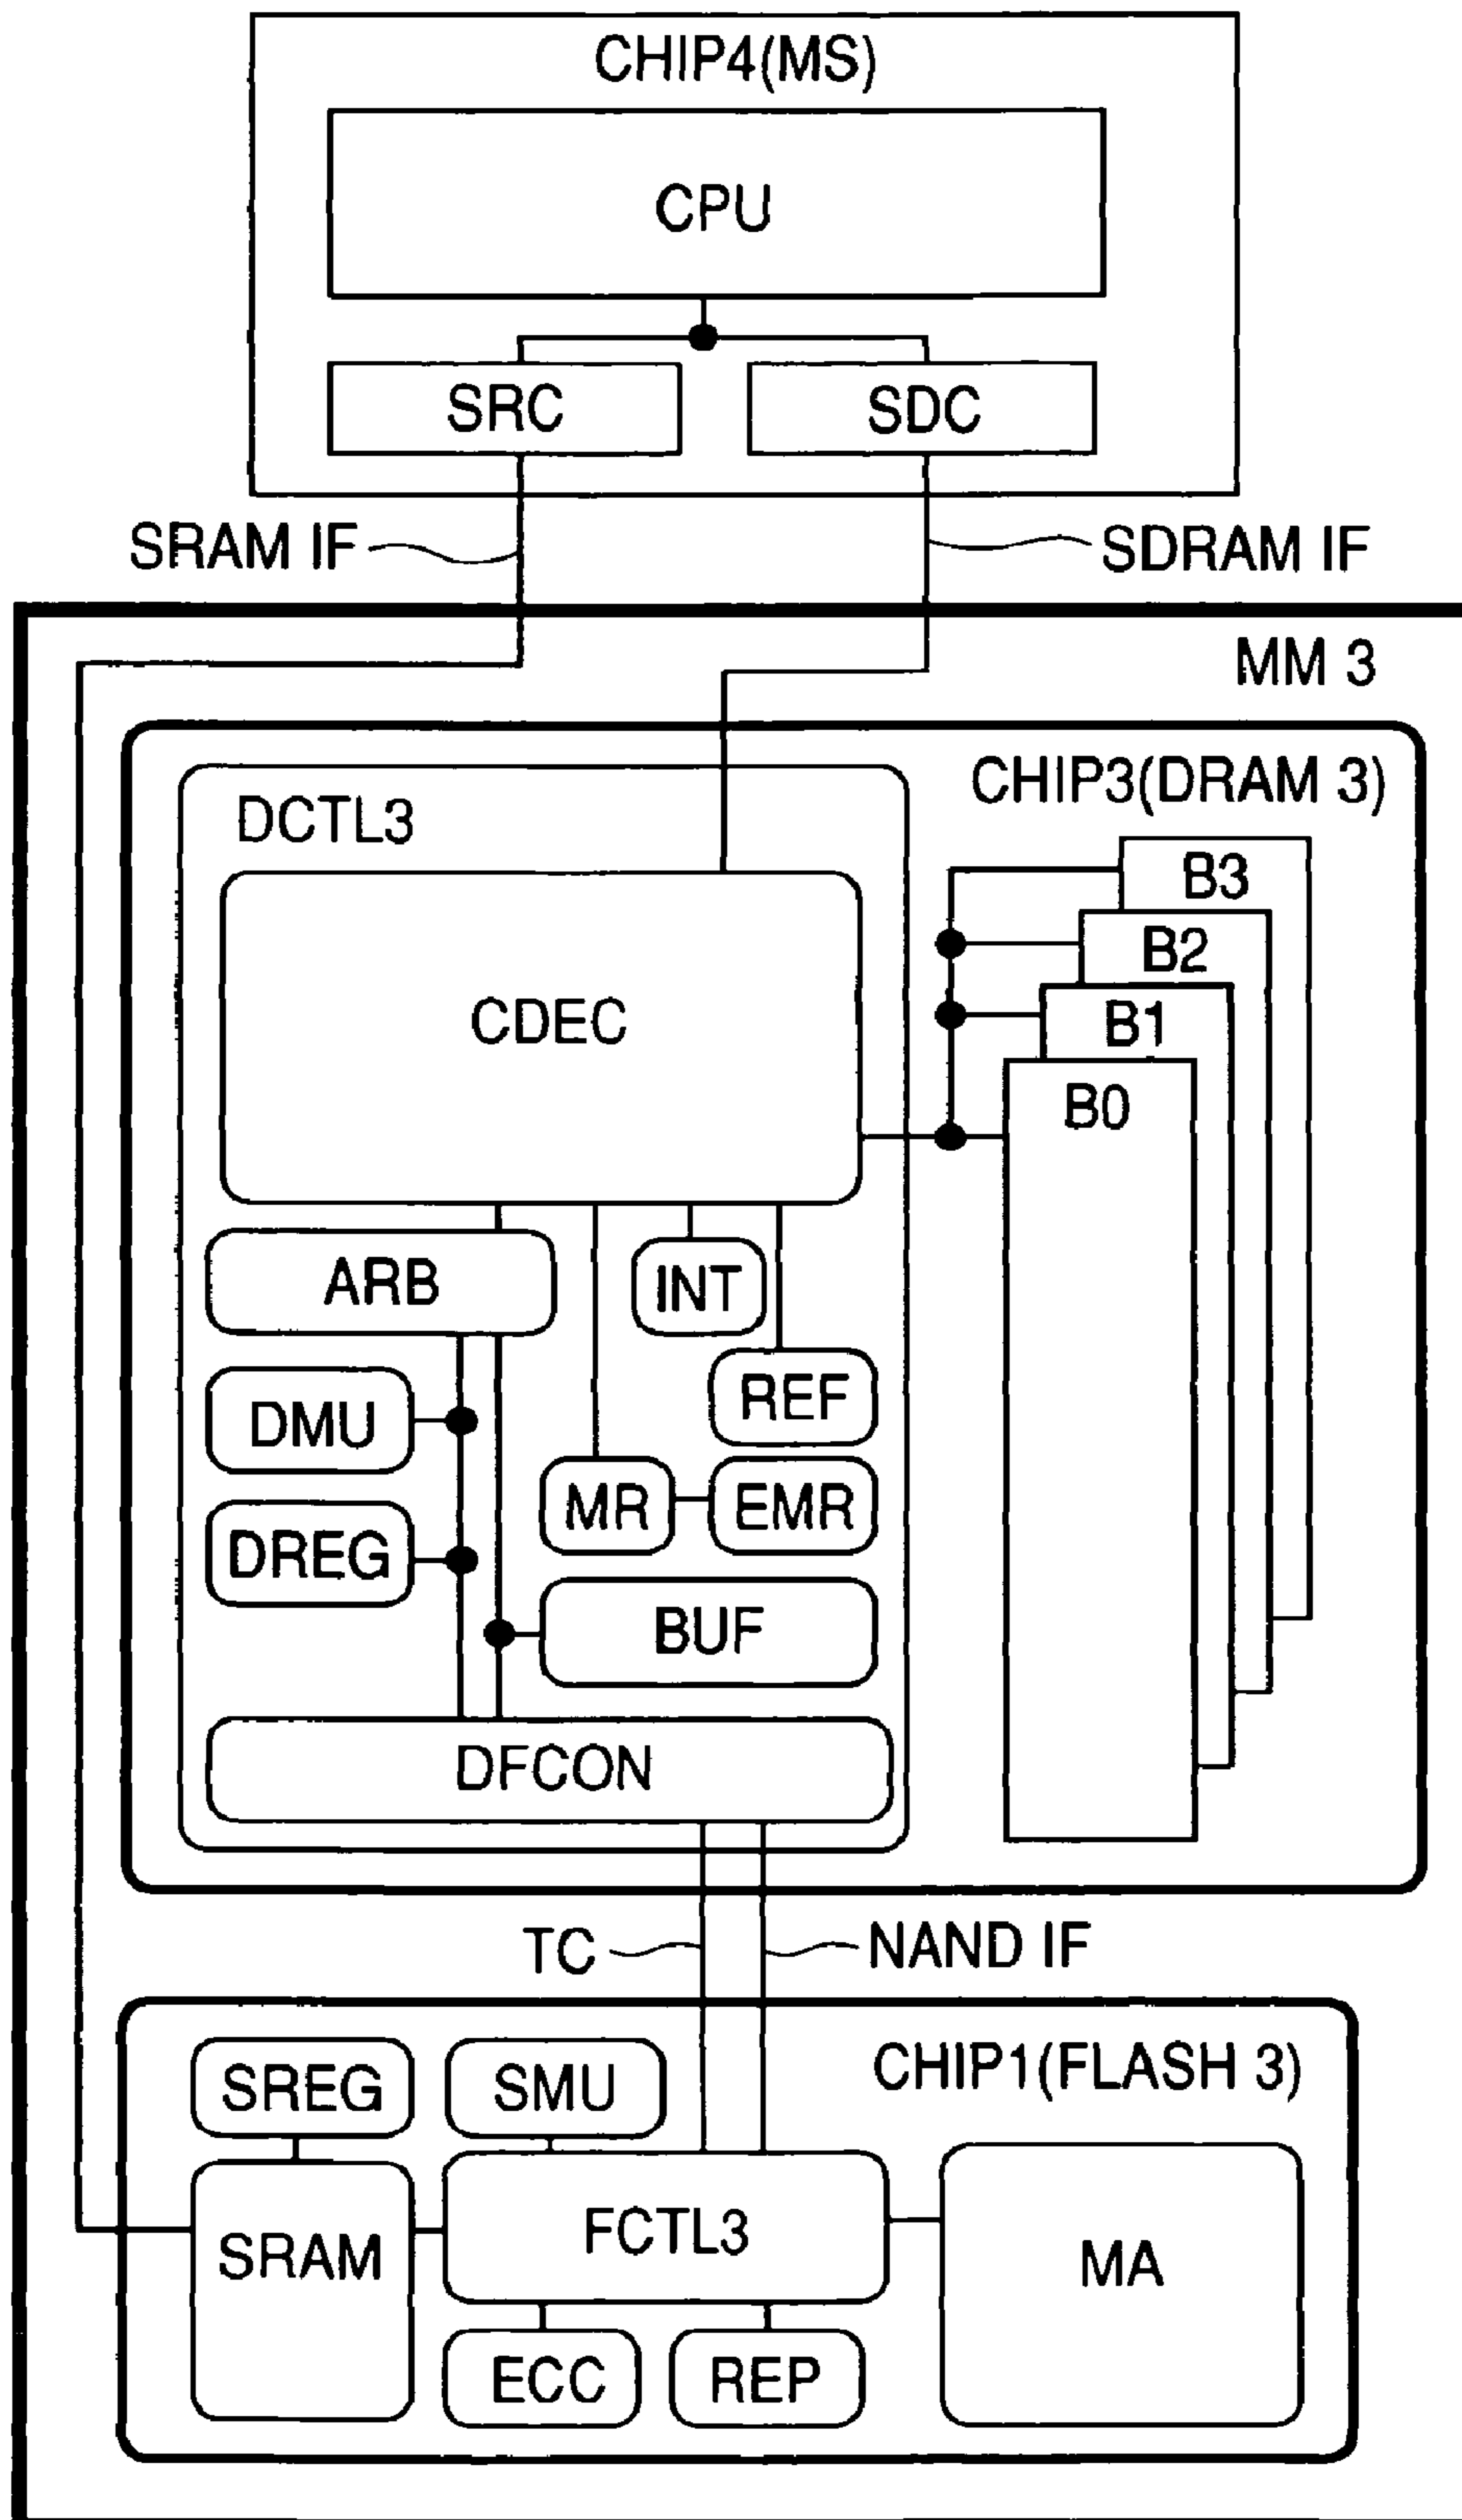 CHIP4(MS)
CPU
SRC
SDC
SRAM IF
SDRAM IF
MM 3
CHIP3(DRAM 3)
DCTL3
B3
B2
B1
B0
CDEC
ARB
INT
REF
DMU
MR
EMR
DREG
BUF
DFCON
TC
NAND IF
CHIP1(FLASH 3)
SREG
SMU
SRAM
FCTL3
MA
ECC
REP